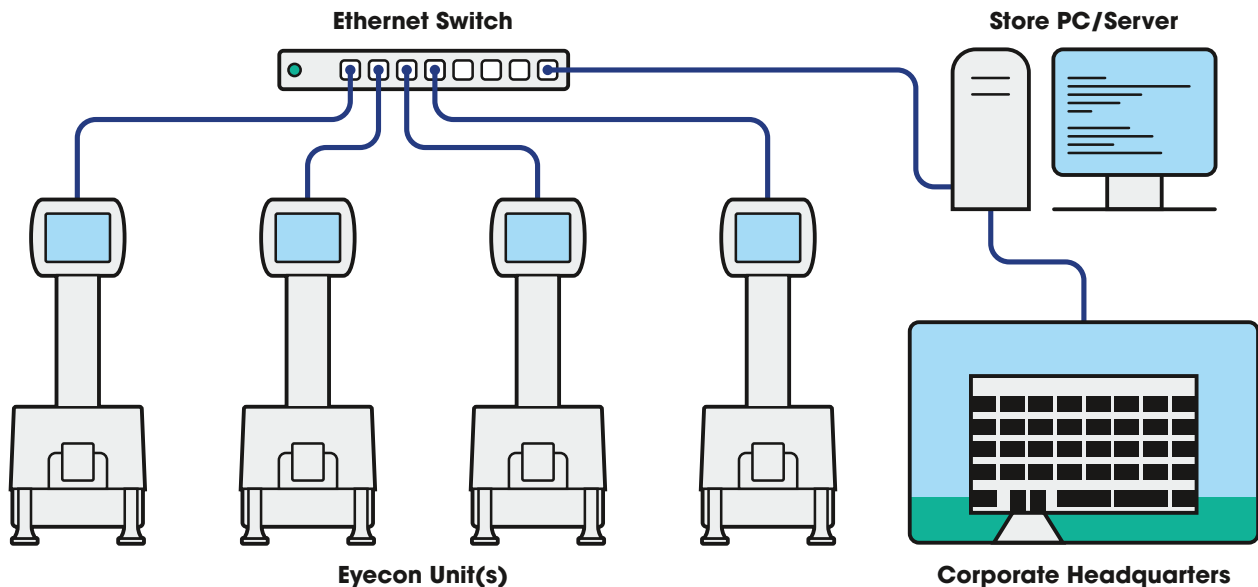 Ethernet Switch
Store PC/Server
Eyecon Unit(s)
Corporate Headquarters